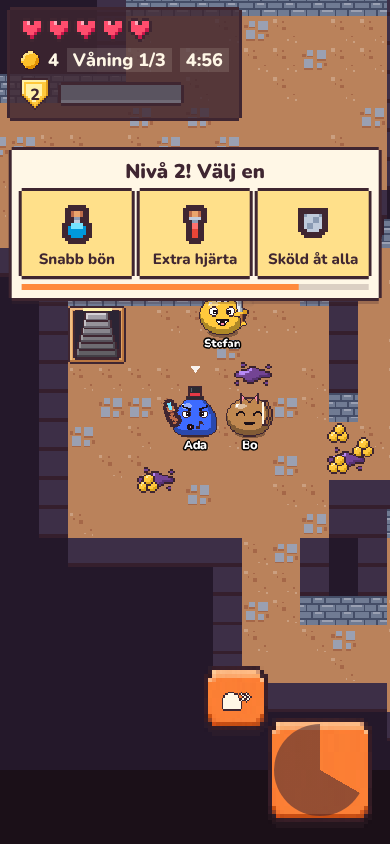 4 Våning 1/3 4:56
2
Nivå 2! Välj en
Snabb bön
Extra hjärta
Sköld åt alla
Stefan
Ada
Bo